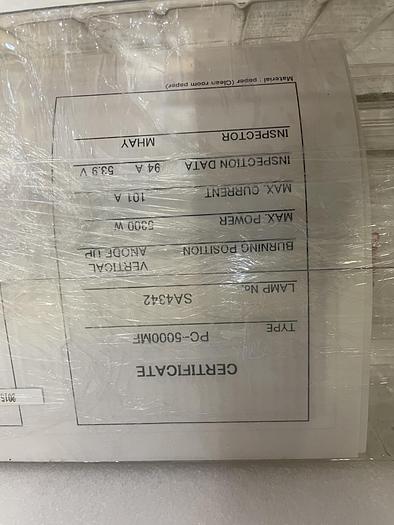 CERTIFICATE
TYPE PC-5000MF
LAMP No. SA4342
BURNING POSITION VERTICAL
ANODE UP
MAX. POWER 5300 W
MAX. CURRENT 101 A
INSPECTION DATA 94 A 53.9 V
INSPECTOR MHAY
Material : paper (Clean room paper)
2015